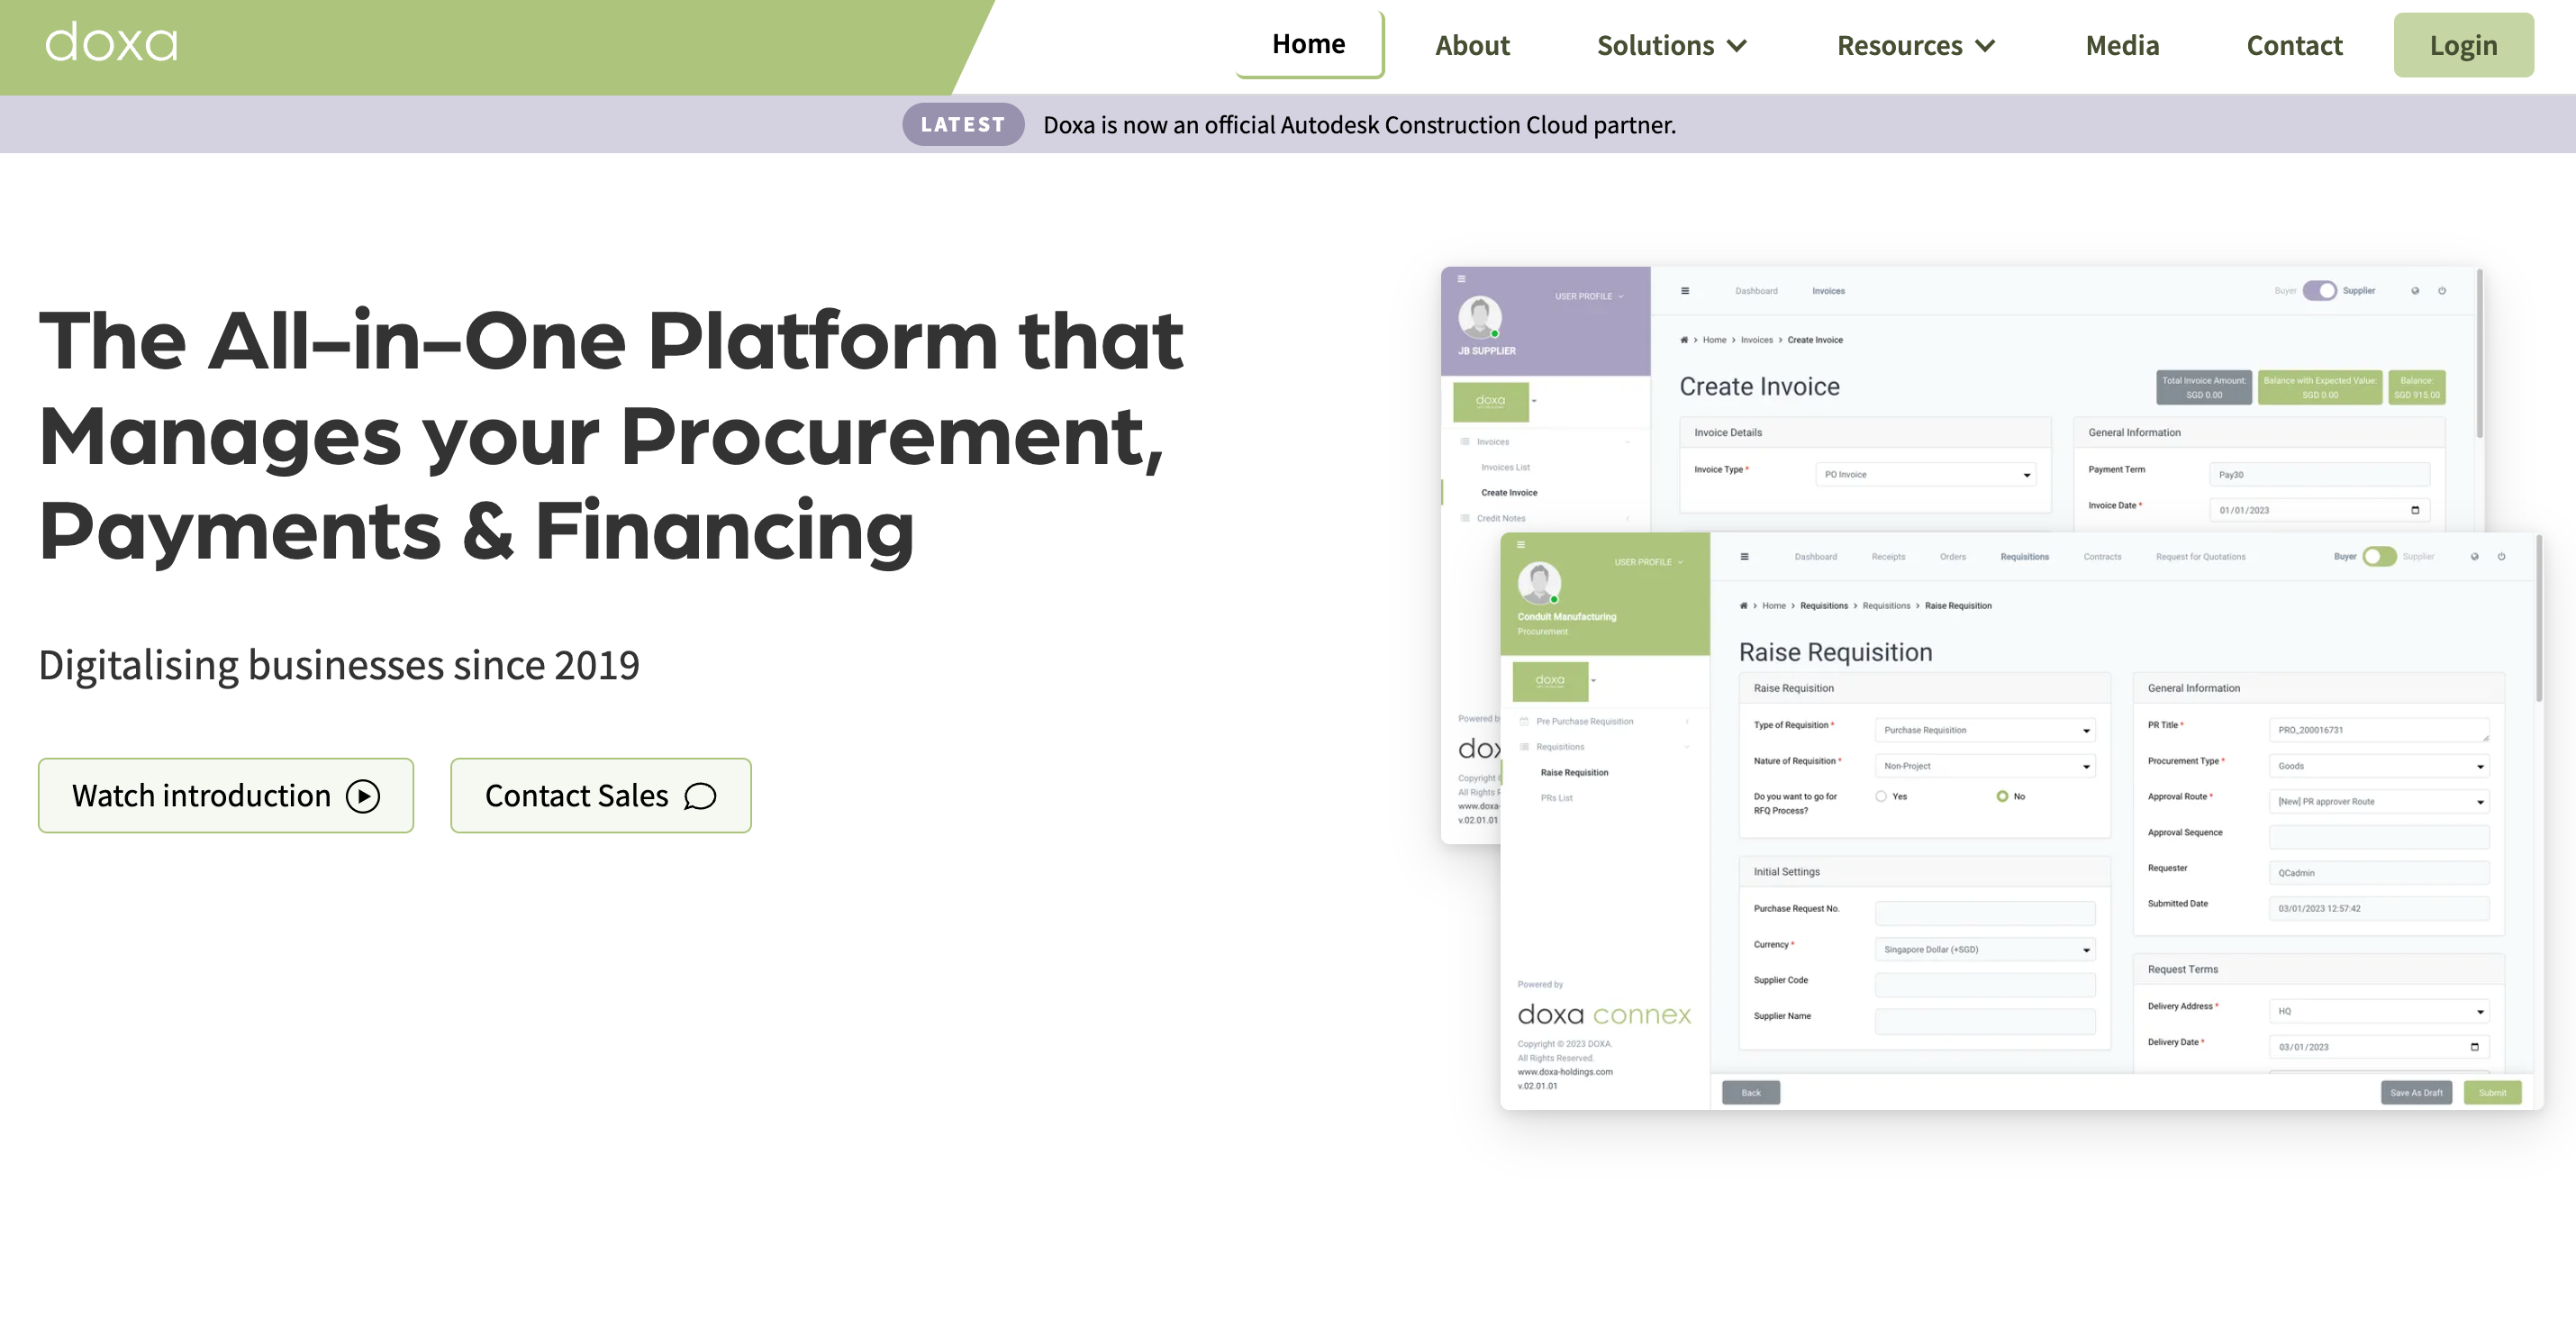 doxa
Home
About
Solutions
Resources
Media
Contact
Login
LATEST
Doxa is now an official Autodesk Construction Cloud partner.
The All-in-One Platform that
Manages your Procurement,
Payments & Financing
Digitalising businesses since 2019
Watch introduction
Contact Sales
USER PROFILE
JB SUPPLIER
doxa
Invoices
Invoices List
Create Invoice
Credit Notes
Powered b
dox
Copyright
All Rights R
www.doxa-
v.02.01.01
Dashboard
Invoices
Buyer
Supplier
Home > Invoices > Create Invoice
Create Invoice
Total Invoice Amount:
SGD 0.00
Balance with Expected Value:
SGD 0.00
Balance:
SGD 915.00
Invoice Details
Invoice Type *
PO Invoice
General Information
Payment Term
Pay30
Invoice Date *
01/01/2023
USER PROFILE
Conduit Manufacturing
Procurement
doxa
Pre Purchase Requisition
Requisitions
Raise Requisition
PRs List
Powered by
doxa connex
Copyright © 2023 DOXA.
All Rights Reserved.
www.doxa-holdings.com
v.02.01.01
Dashboard
Receipts
Orders
Requisitions
Contracts
Request for Quotations
Buyer
Supplier
Home > Requisitions > Requisitions > Raise Requisition
Raise Requisition
Raise Requisition
Type of Requisition *
Purchase Requisition
Nature of Requisition *
Non-Project
Do you want to go for
RFQ Process?
Yes
No
Initial Settings
Purchase Request No.
Currency *
Singapore Dollar (+SGD)
Supplier Code
Supplier Name
General Information
PR Title *
PRO_200016731
Procurement Type *
Goods
Approval Route *
[New] PR approver Route
Approval Sequence
Requester
QCadmin
Submitted Date
03/01/2023 12:57:42
Request Terms
Delivery Address *
HQ
Delivery Date *
03/01/2023
Back
Save As Draft
Submit